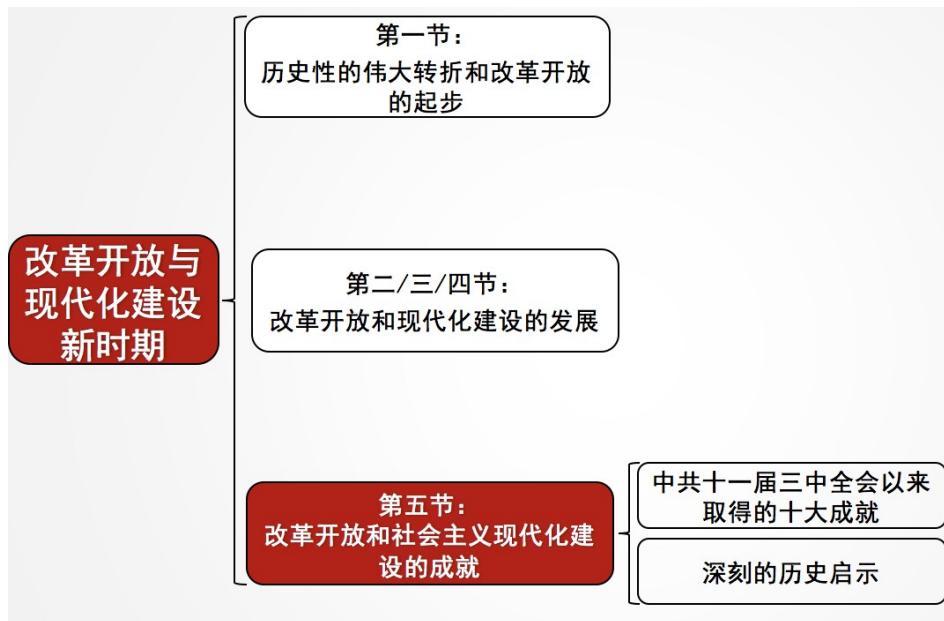 第一节：
历史性的伟大转折和改革开放
的起步
改革开放与
现代化建设
新时期
第二/三/四节：
改革开放和现代化建设的发展
第五节：
改革开放和社会主义现代化建
设的成就
中共十一届三中全会以来
取得的十大成就
深刻的历史启示